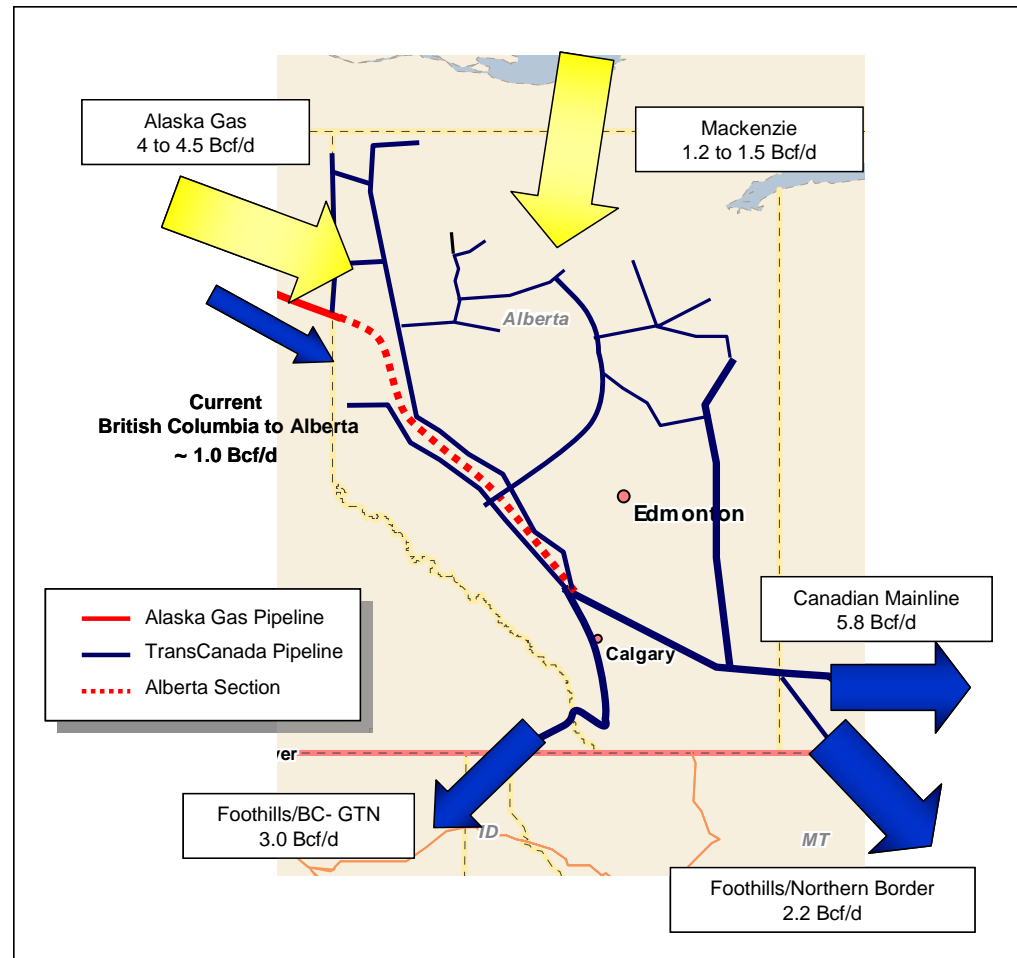 Alaska Gas
4 to 4.5 Bcf/d
Mackenzie
1.2 to 1.5 Bcf/d
Alberta
Current
British Columbia to Alberta
~ 1.0 Bcf/d
Edmonton
Alaska Gas Pipeline
TransCanada Pipeline
Alberta Section
Calgary
Canadian Mainline
5.8 Bcf/d
ver
Foothills/BC- GTN
3.0 Bcf/d
ID
MT
Foothills/Northern Border
2.2 Bcf/d